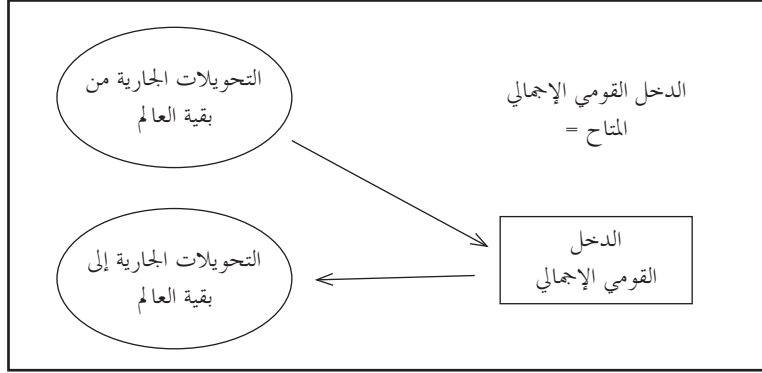 الدخل القومي الإجمالي
المتاح =
التحويلات الجارية من
بقية العالم
الدخل
القومي الإجمالي
التحويلات الجارية إلى
بقية العالم